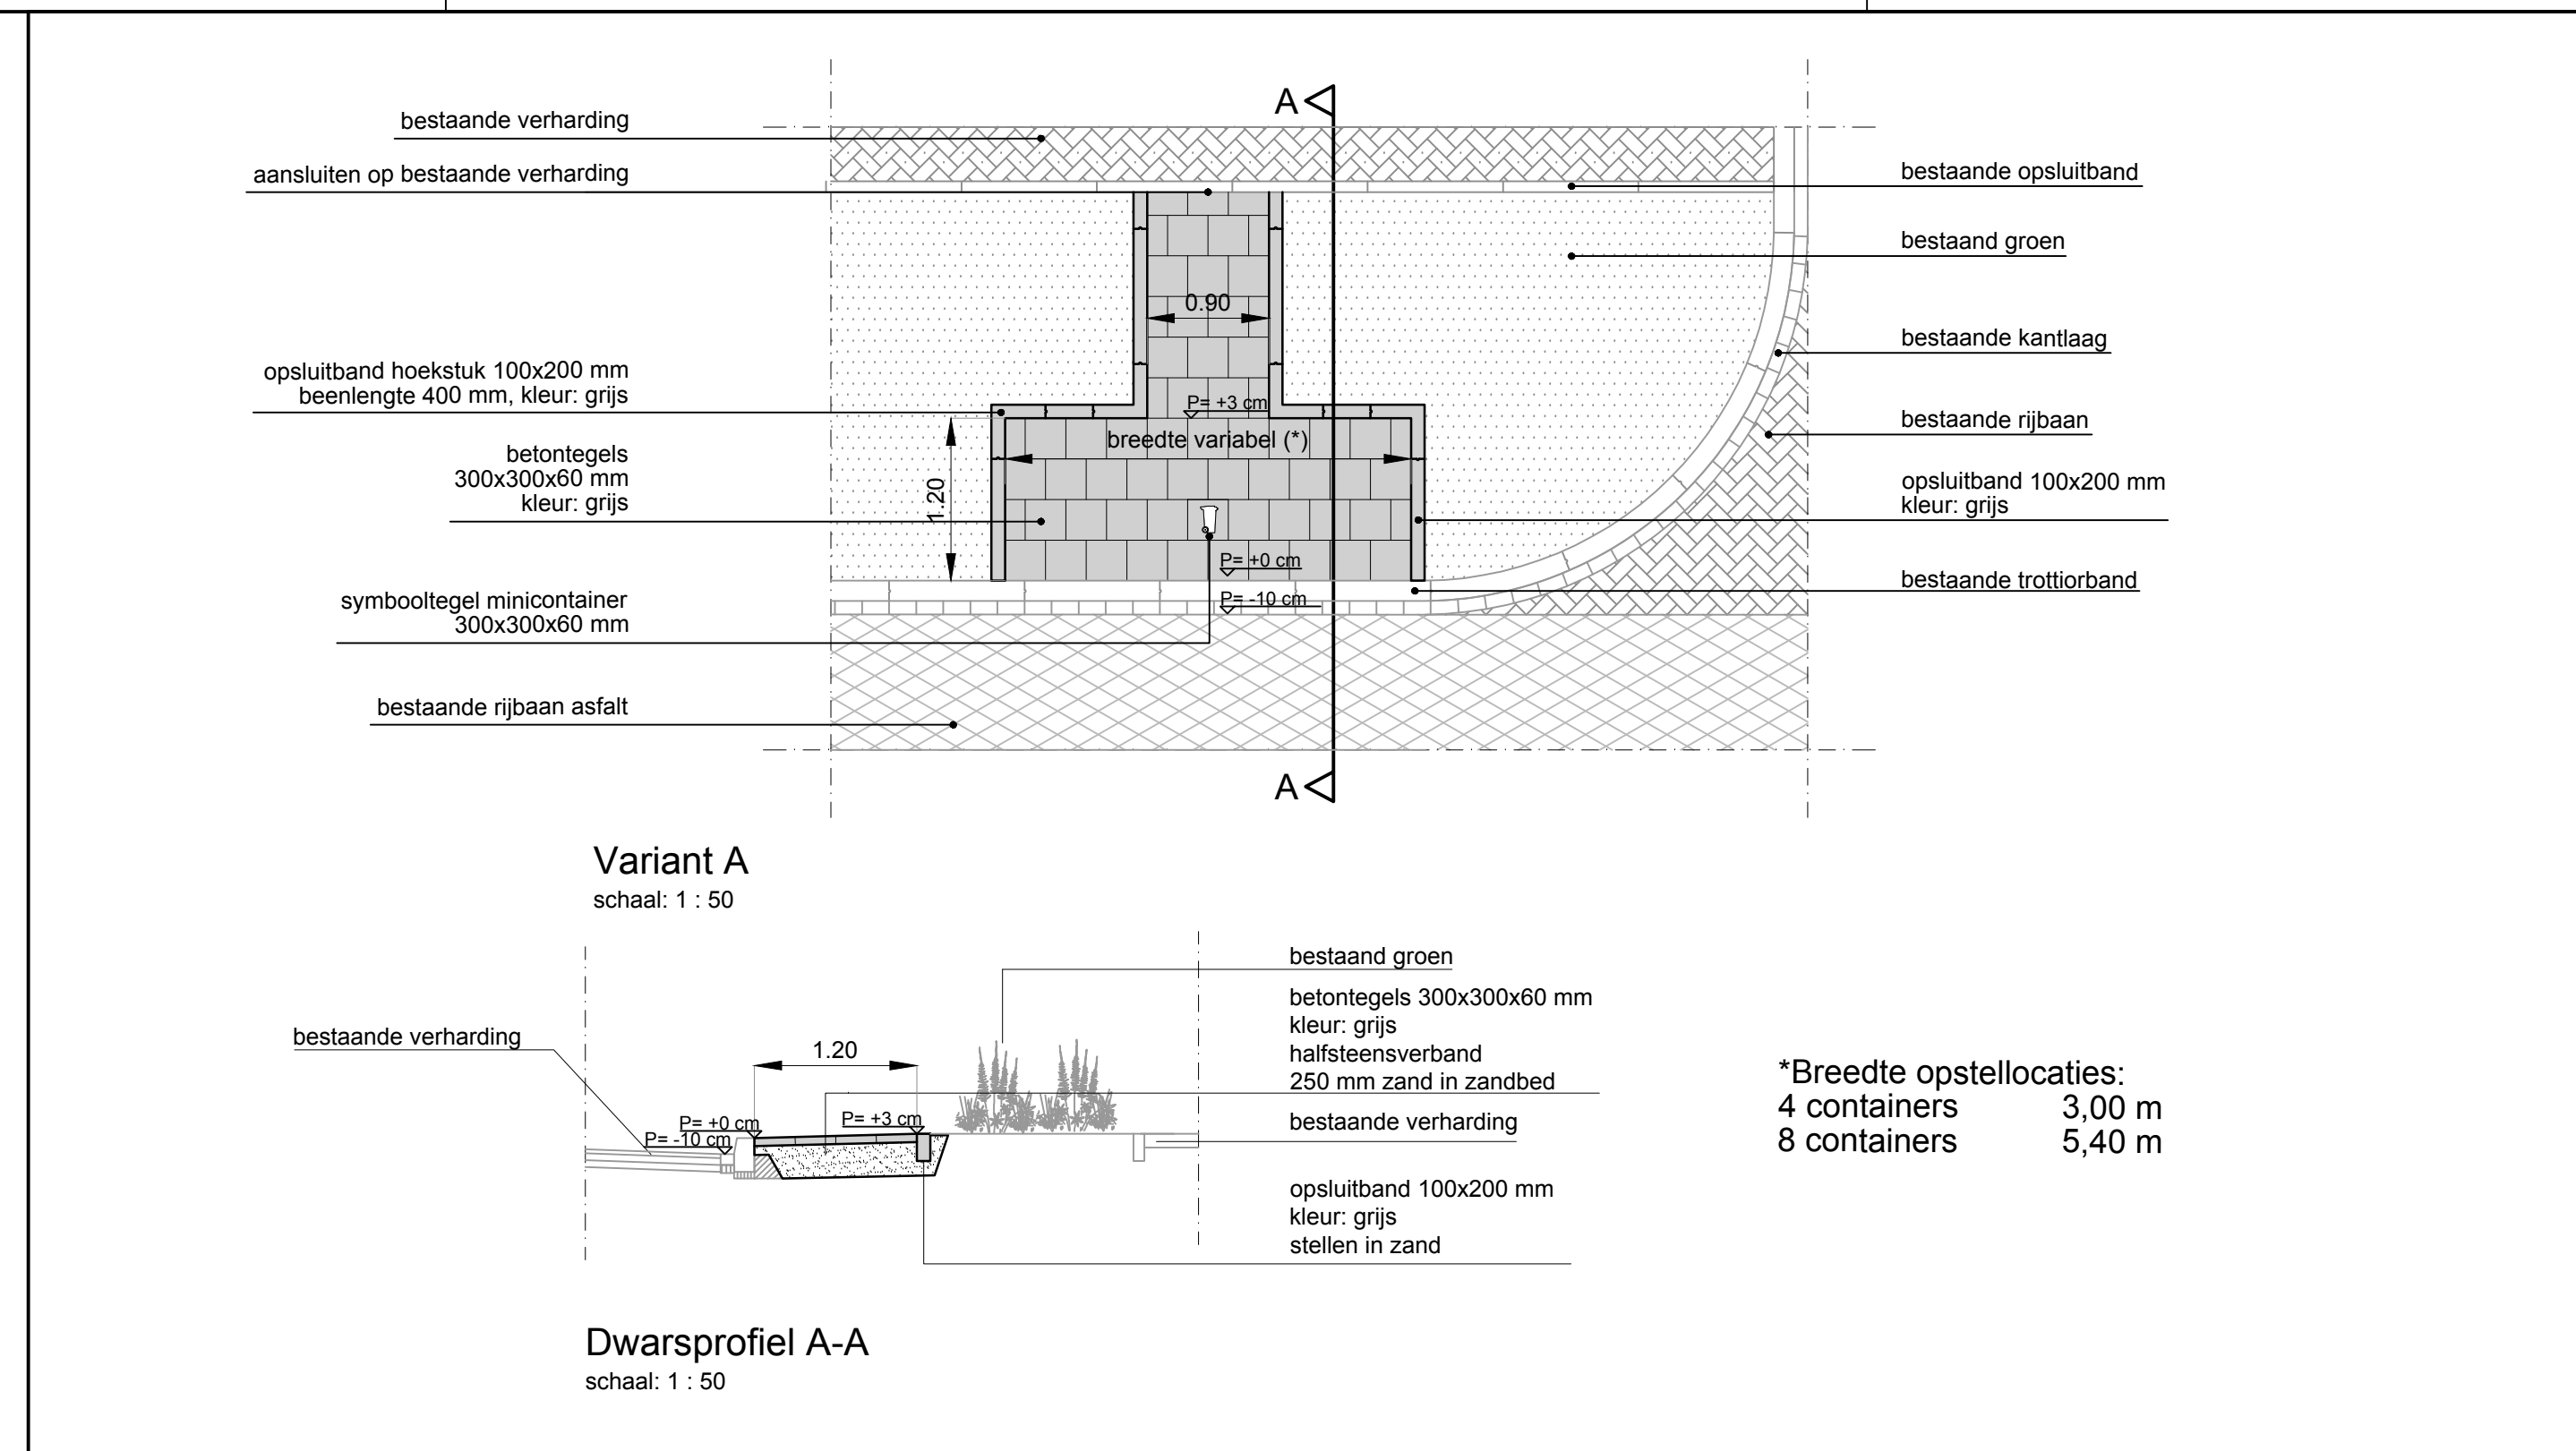 A
bestaande verharding
aansluiten op bestaande verharding
bestaande opsluitband
bestaand groen
0.90
bestaande kantlaag
opsluitband hoekstuk 100x200 mm
beenlengte 400 mm, kleur: grijs
P= +3 cm
bestaande rijbaan
breedte variabel (*)
betontegels
300x300x60 mm
kleur: grijs
1.20
opsluitband 100x200 mm
kleur: grijs
P= +0 cm
bestaande trottiorband
symbooltegel minicontainer
300x300x60 mm
P= -10 cm
bestaande rijbaan asfalt
A
Variant A
schaal: 1 : 50
bestaand groen
betontegels 300x300x60 mm
kleur: grijs
halfsteensverband
250 mm zand in zandbed
bestaande verharding
1.20
P= +0 cm
P= -10 cm
P= +3 cm
bestaande verharding
opsluitband 100x200 mm
kleur: grijs
stellen in zand
*Breedte opstellocaties:
4 containers 3,00 m
8 containers 5,40 m
Dwarsprofiel A-A
schaal: 1 : 50